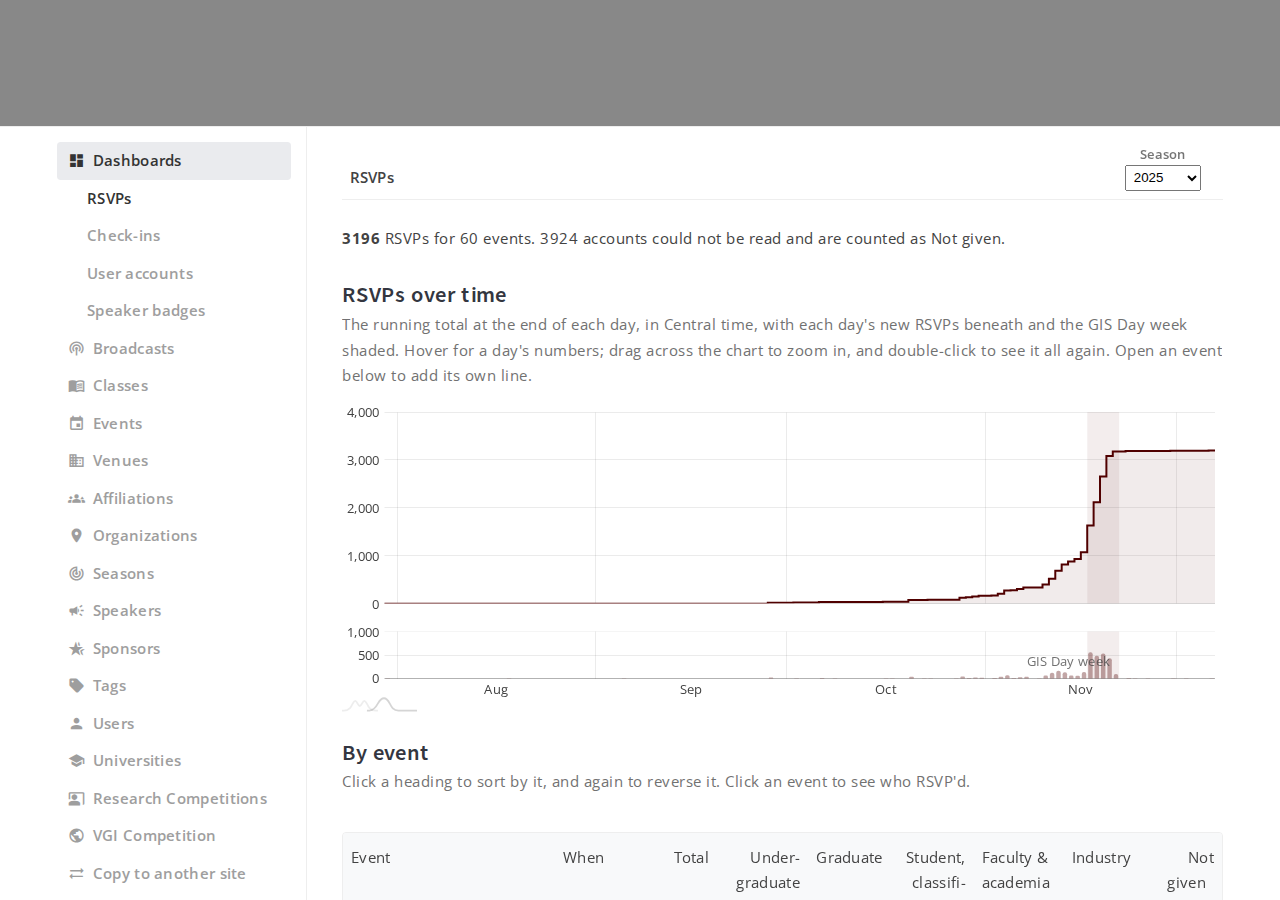 Dashboards
RSVPs
Check-ins
User accounts
Speaker badges
Broadcasts
Classes
Events
Venues
Affiliations
Organizations
Seasons
Speakers
Sponsors
Tags
Users
Universities
Research Competitions
VGI Competition
Copy to another site
RSVPs
Season
2025
3196 RSVPs for 60 events. 3924 accounts could not be read and are counted as Not given.
RSVPs over time
The running total at the end of each day, in Central time, with each day's new RSVPs beneath and the GIS Day week
shaded. Hover for a day's numbers; drag across the chart to zoom in, and double-click to see it all again. Open an event
below to add its own line.
4,000
3,000
2,000
1,000
0
1,000
500
0
GIS Day week
Aug Sep Oct Nov
By event
Click a heading to sort by it, and again to reverse it. Click an event to see who RSVP'd.
Event When Total Under- Graduate Student, Faculty & Industry Not
graduate classifi- academia given